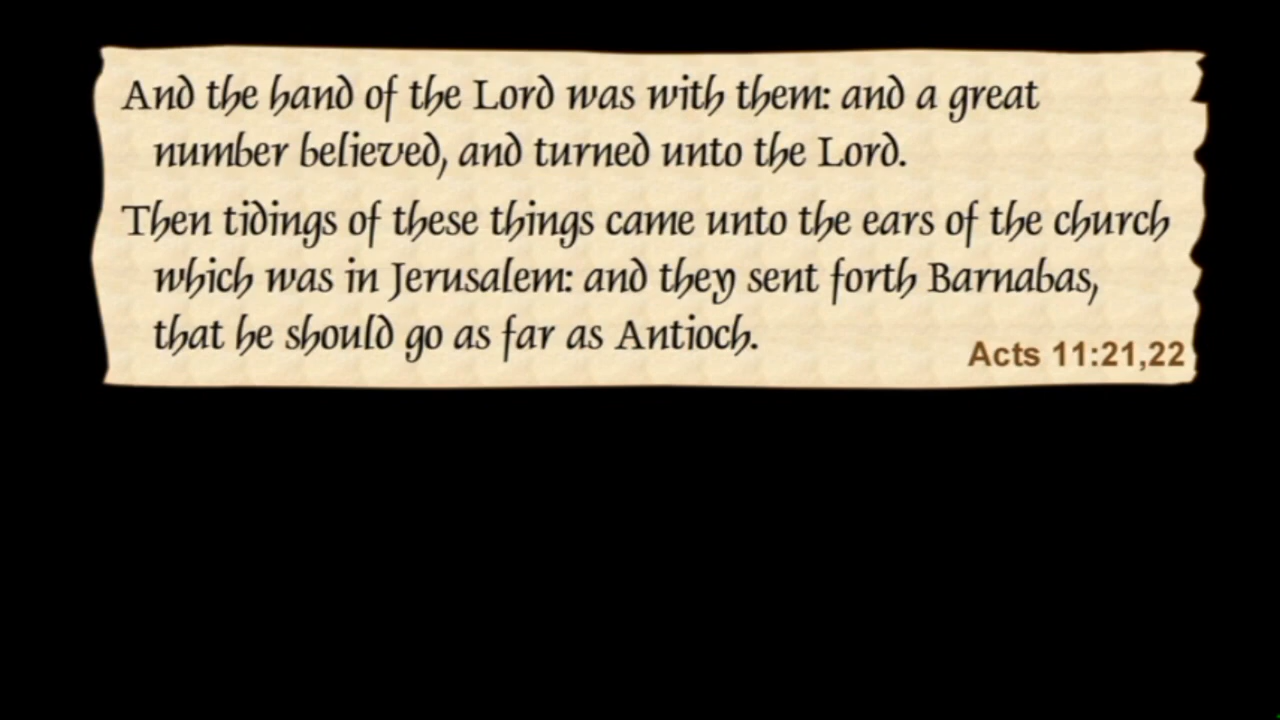 And the hand of the Lord was with them: and a great
number believed, and turned unto the Lord.
Then tidings of these things came unto the ears of the church
which was in Jerusalem: and they sent forth Barnabas,
that he should go as far as Antioch.
Acts 11:21,22